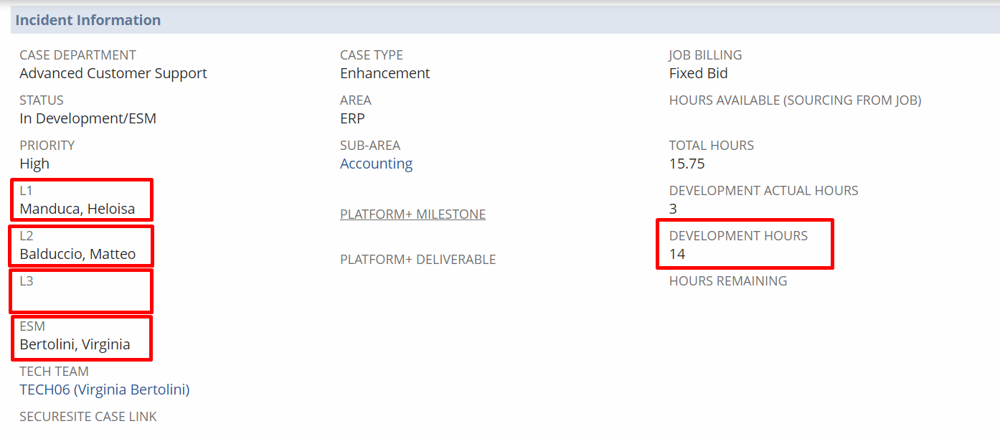 Incident Information
CASE DEPARTMENT
Advanced Customer Support
STATUS
In Development/ESM
PRIORITY
High
L1
Manduca, Heloisa
L2
Balduccio, Matteo
L3
ESM
Bertolini, Virginia
TECH TEAM
TECH06 (Virginia Bertolini)
SECURESITE CASE LINK
CASE TYPE
Enhancement
AREA
ERP
SUB-AREA
Accounting
PLATFORM+ MILESTONE
PLATFORM+ DELIVERABLE
JOB BILLING
Fixed Bid
HOURS AVAILABLE (SOURCING FROM JOB)
TOTAL HOURS
15.75
DEVELOPMENT ACTUAL HOURS
3
DEVELOPMENT HOURS
14
HOURS REMAINING